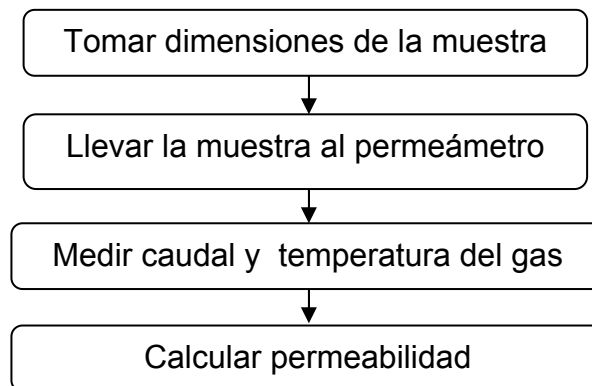 Tomar dimensiones de la muestra
Llevar la muestra al permeámetro
Medir caudal y  temperatura del gas
Calcular permeabilidad